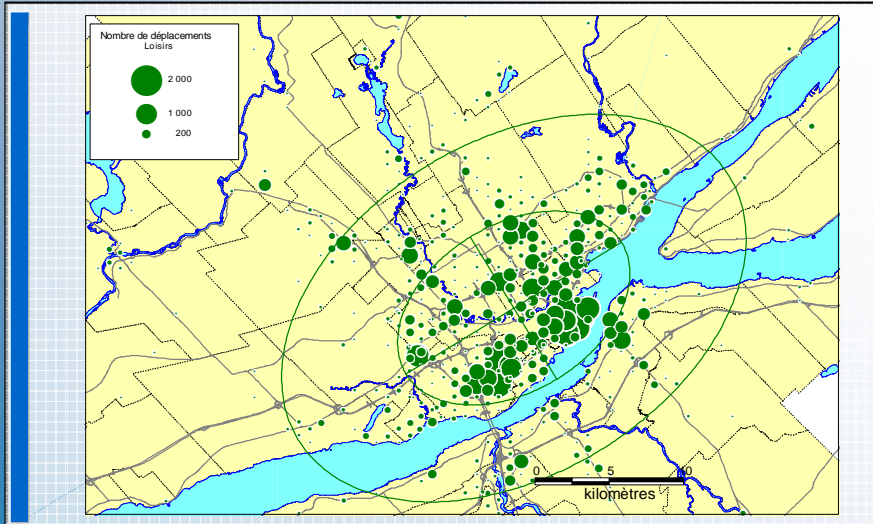 Nombre de déplacements
Loisirs
2 000
1 000
200
0 5 10
kilomètres